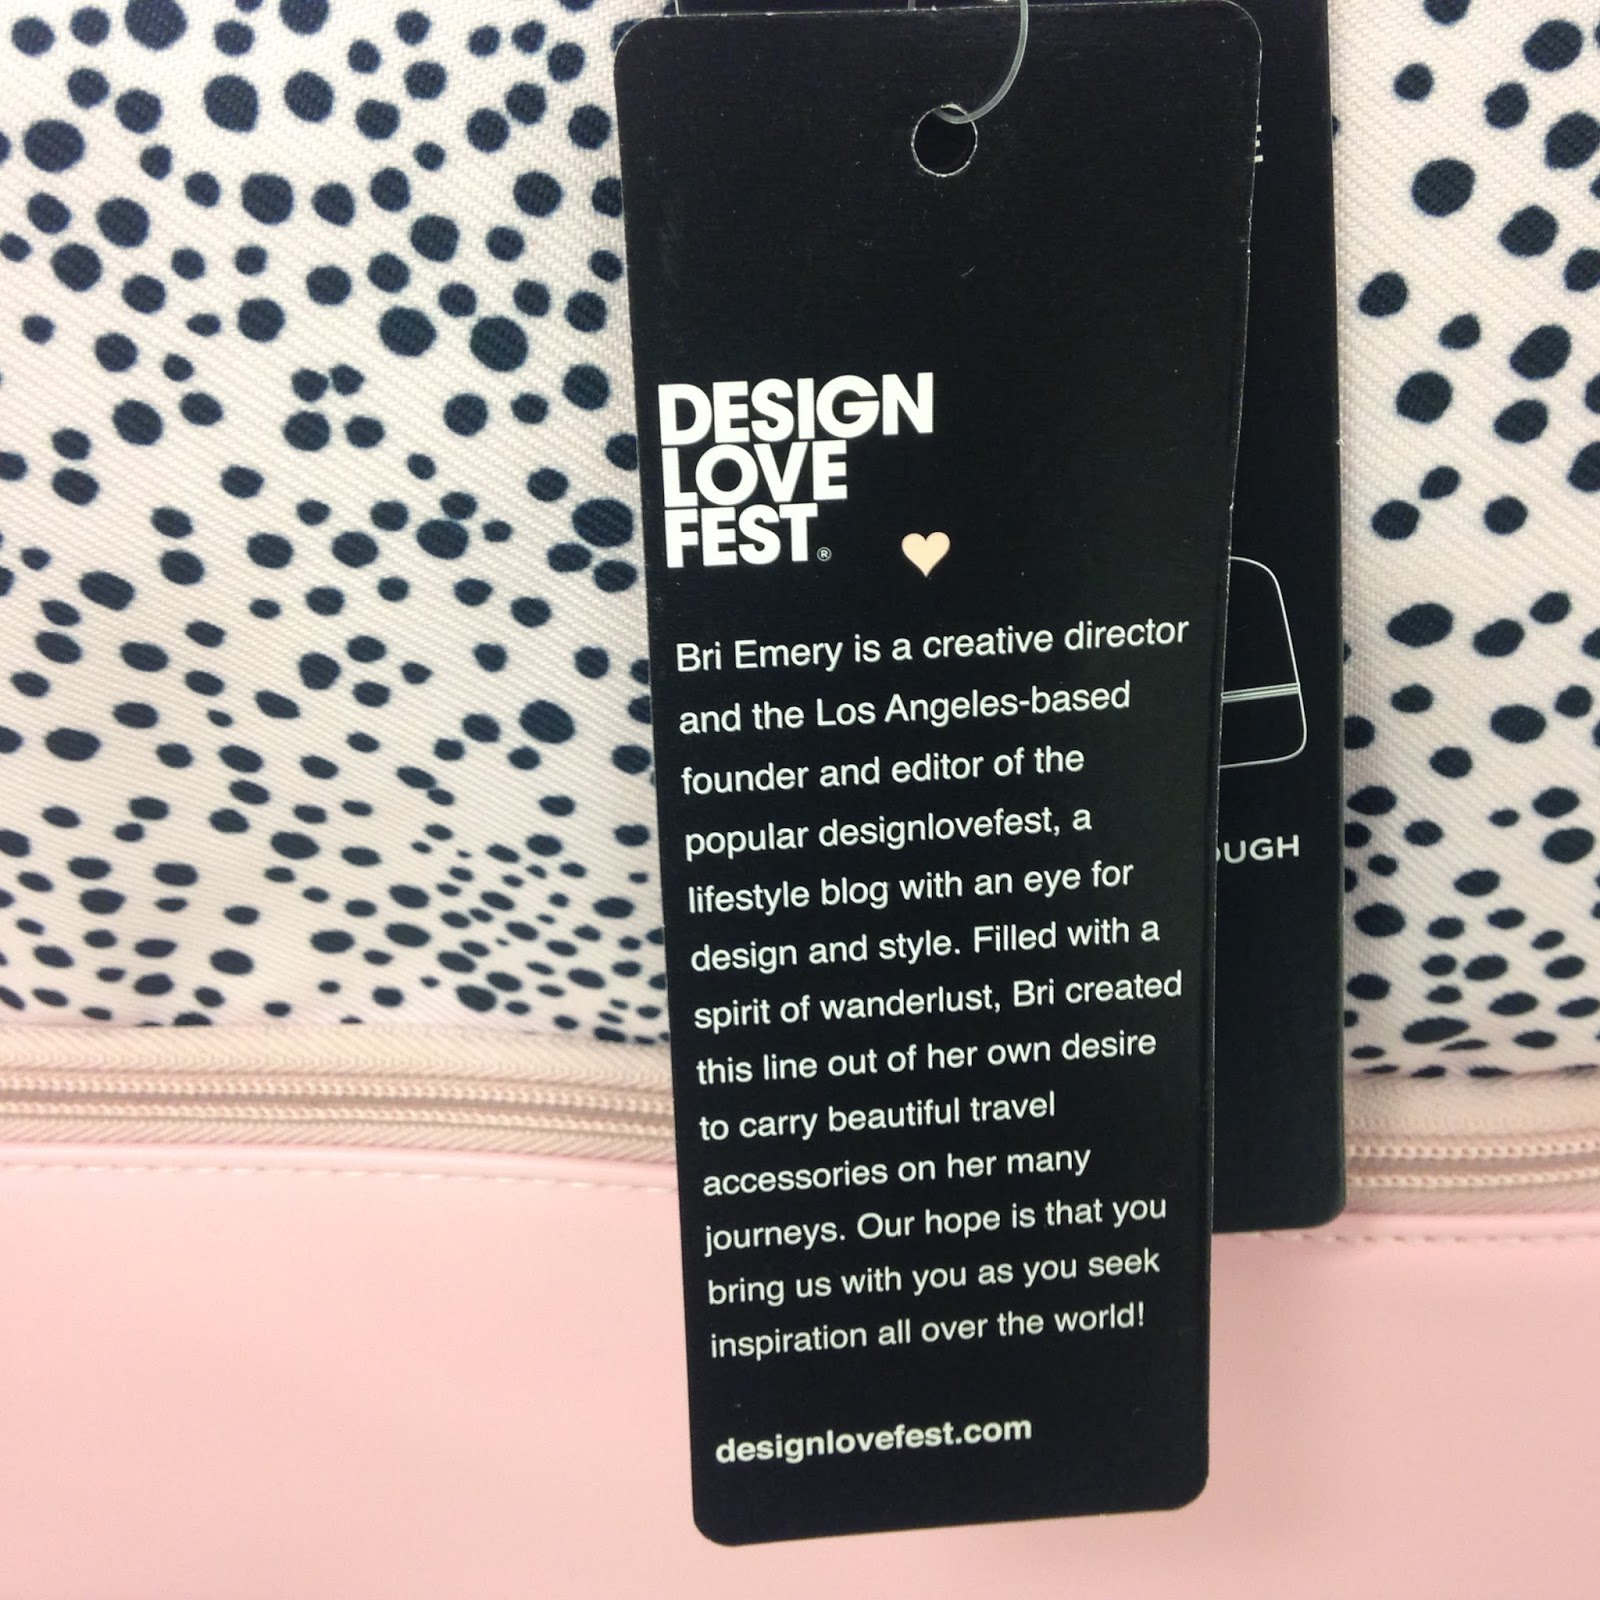 DESIGN
LOVE
FEST®
Bri Emery is a creative director
and the Los Angeles-based
founder and editor of the
popular designlovefest, a
lifestyle blog with an eye for
design and style. Filled with a
spirit of wanderlust, Bri created
this line out of her own desire
to carry beautiful travel
accessories on her many
journeys. Our hope is that you
bring us with you as you seek
inspiration all over the world!
designlovefest.com